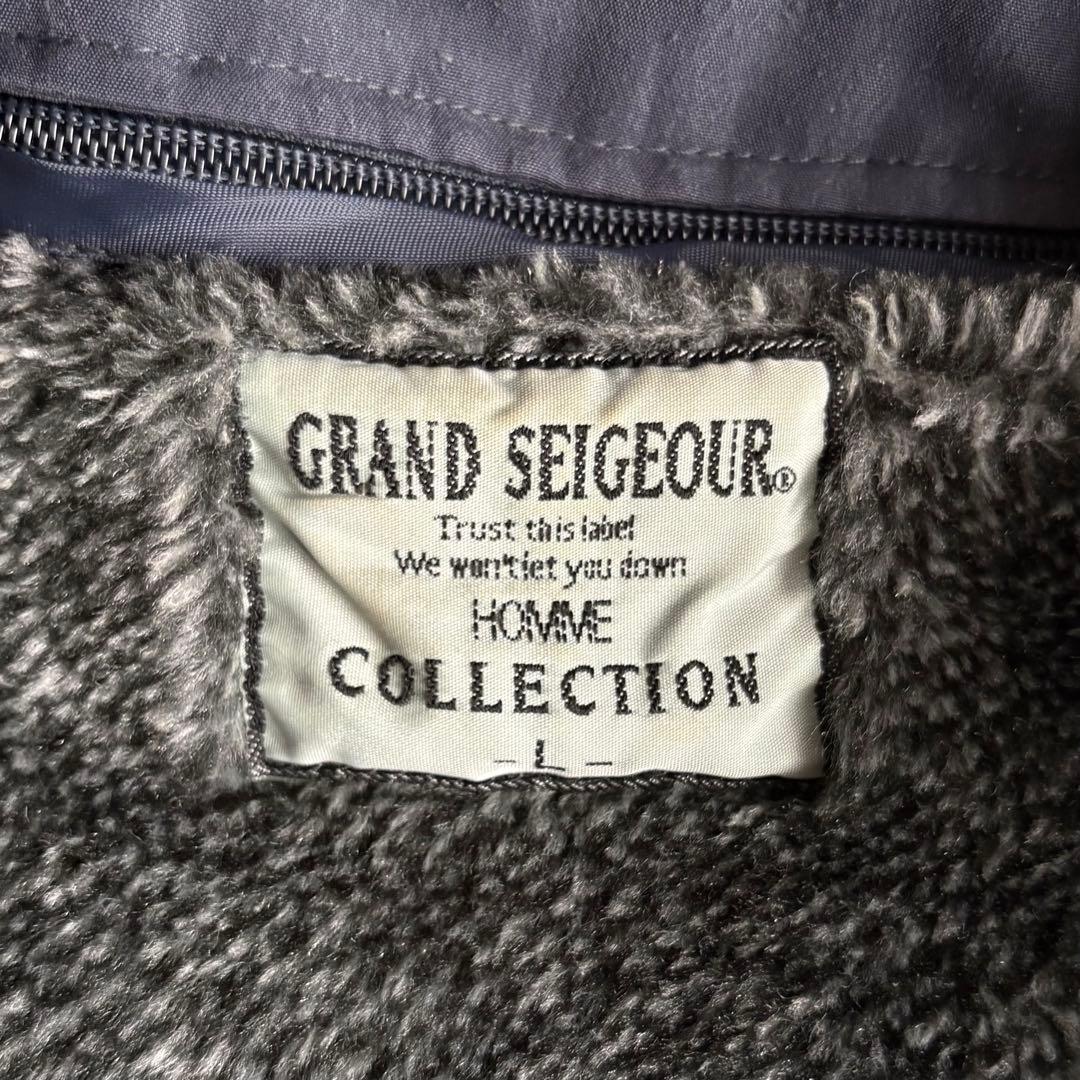 GRAND SEIGEOUR®
Trust this label
We won't let you down
HOMME
COLLECTION
- L -